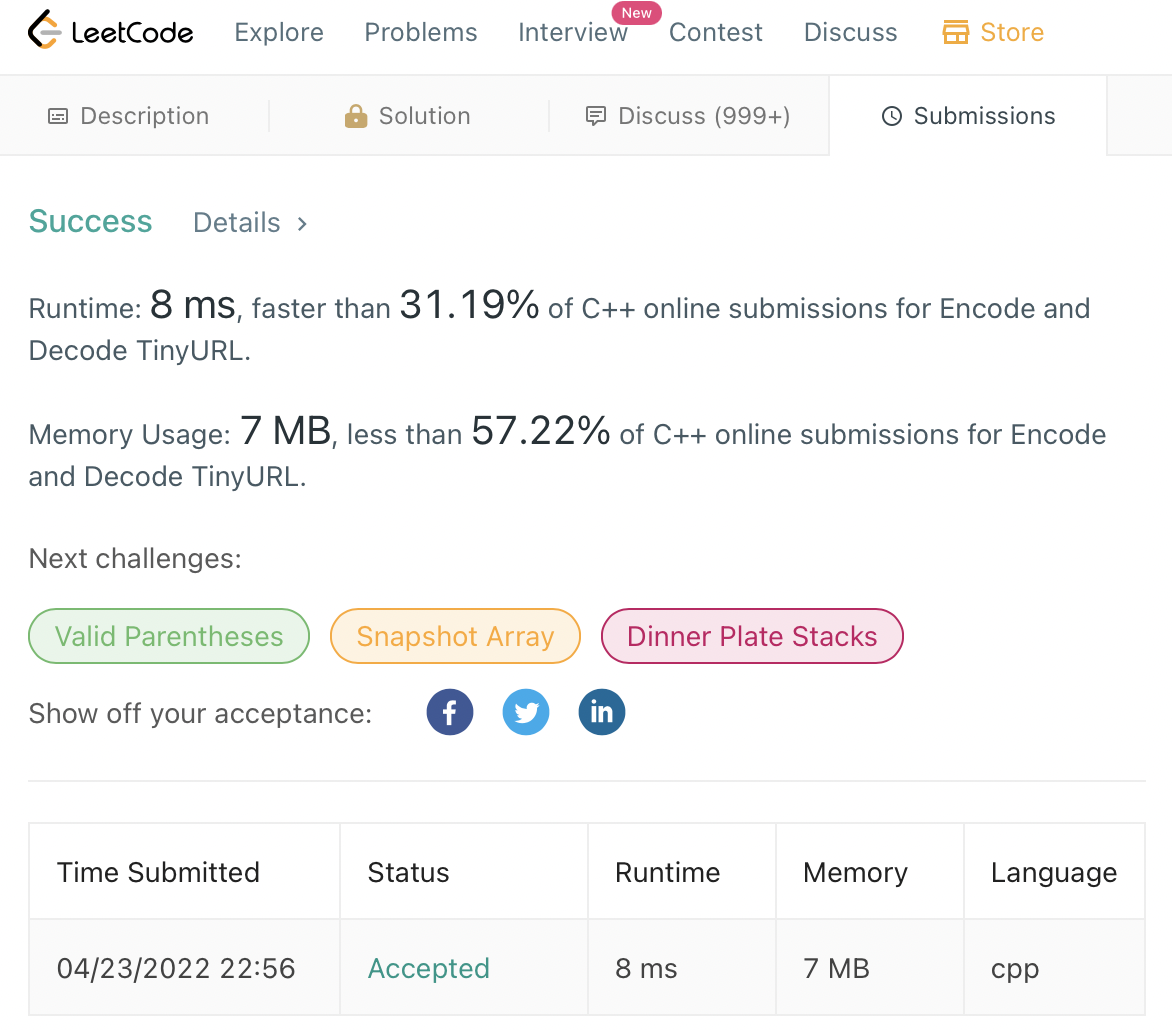 LeetCode Explore Problems Interview New Contest Discuss Store
Description Solution Discuss (999+) Submissions
Success Details >
Runtime: 8 ms, faster than 31.19% of C++ online submissions for Encode and
Decode TinyURL.
Memory Usage: 7 MB, less than 57.22% of C++ online submissions for Encode
and Decode TinyURL.
Next challenges:
Valid Parentheses Snapshot Array Dinner Plate Stacks
Show off your acceptance: f in
Time Submitted Status Runtime Memory Language
04/23/2022 22:56 Accepted 8 ms 7 MB cpp